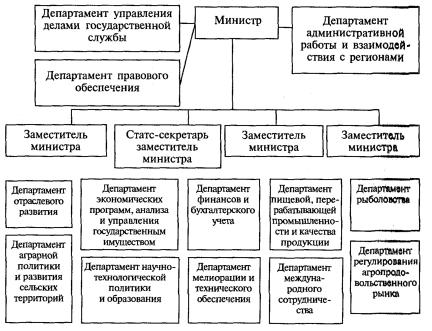 Департамент управления
делами государственной
службы
Министр
Департамент
административной
работы и взаимодей-
ствия с регионами
Департамент правового
обеспечения
Заместитель
министра
Статс-секретарь
заместитель
министра
Заместитель
министра
Заместитель
министра
Департамент
отраслевого
развития
Департамент
экономических
программ, анализа
и управления
государственным
имуществом
Департамент
финансов и
бухгалтерского
учета
Департамент
пищевой, пере-
рабатывающей
промышленно-
сти и качества
продукции
Департамент
рыболовства
Департамент
аграрной
политики
и развития
сельских
территорий
Департамент научно-
технологической
политики
и образования
Департамент
мелиорации и
технического
обеспечения
Департамент
междуна-
родного
сотрудниче-
ства
Департамент
регулирования
агропродо-
вольственного
рынка